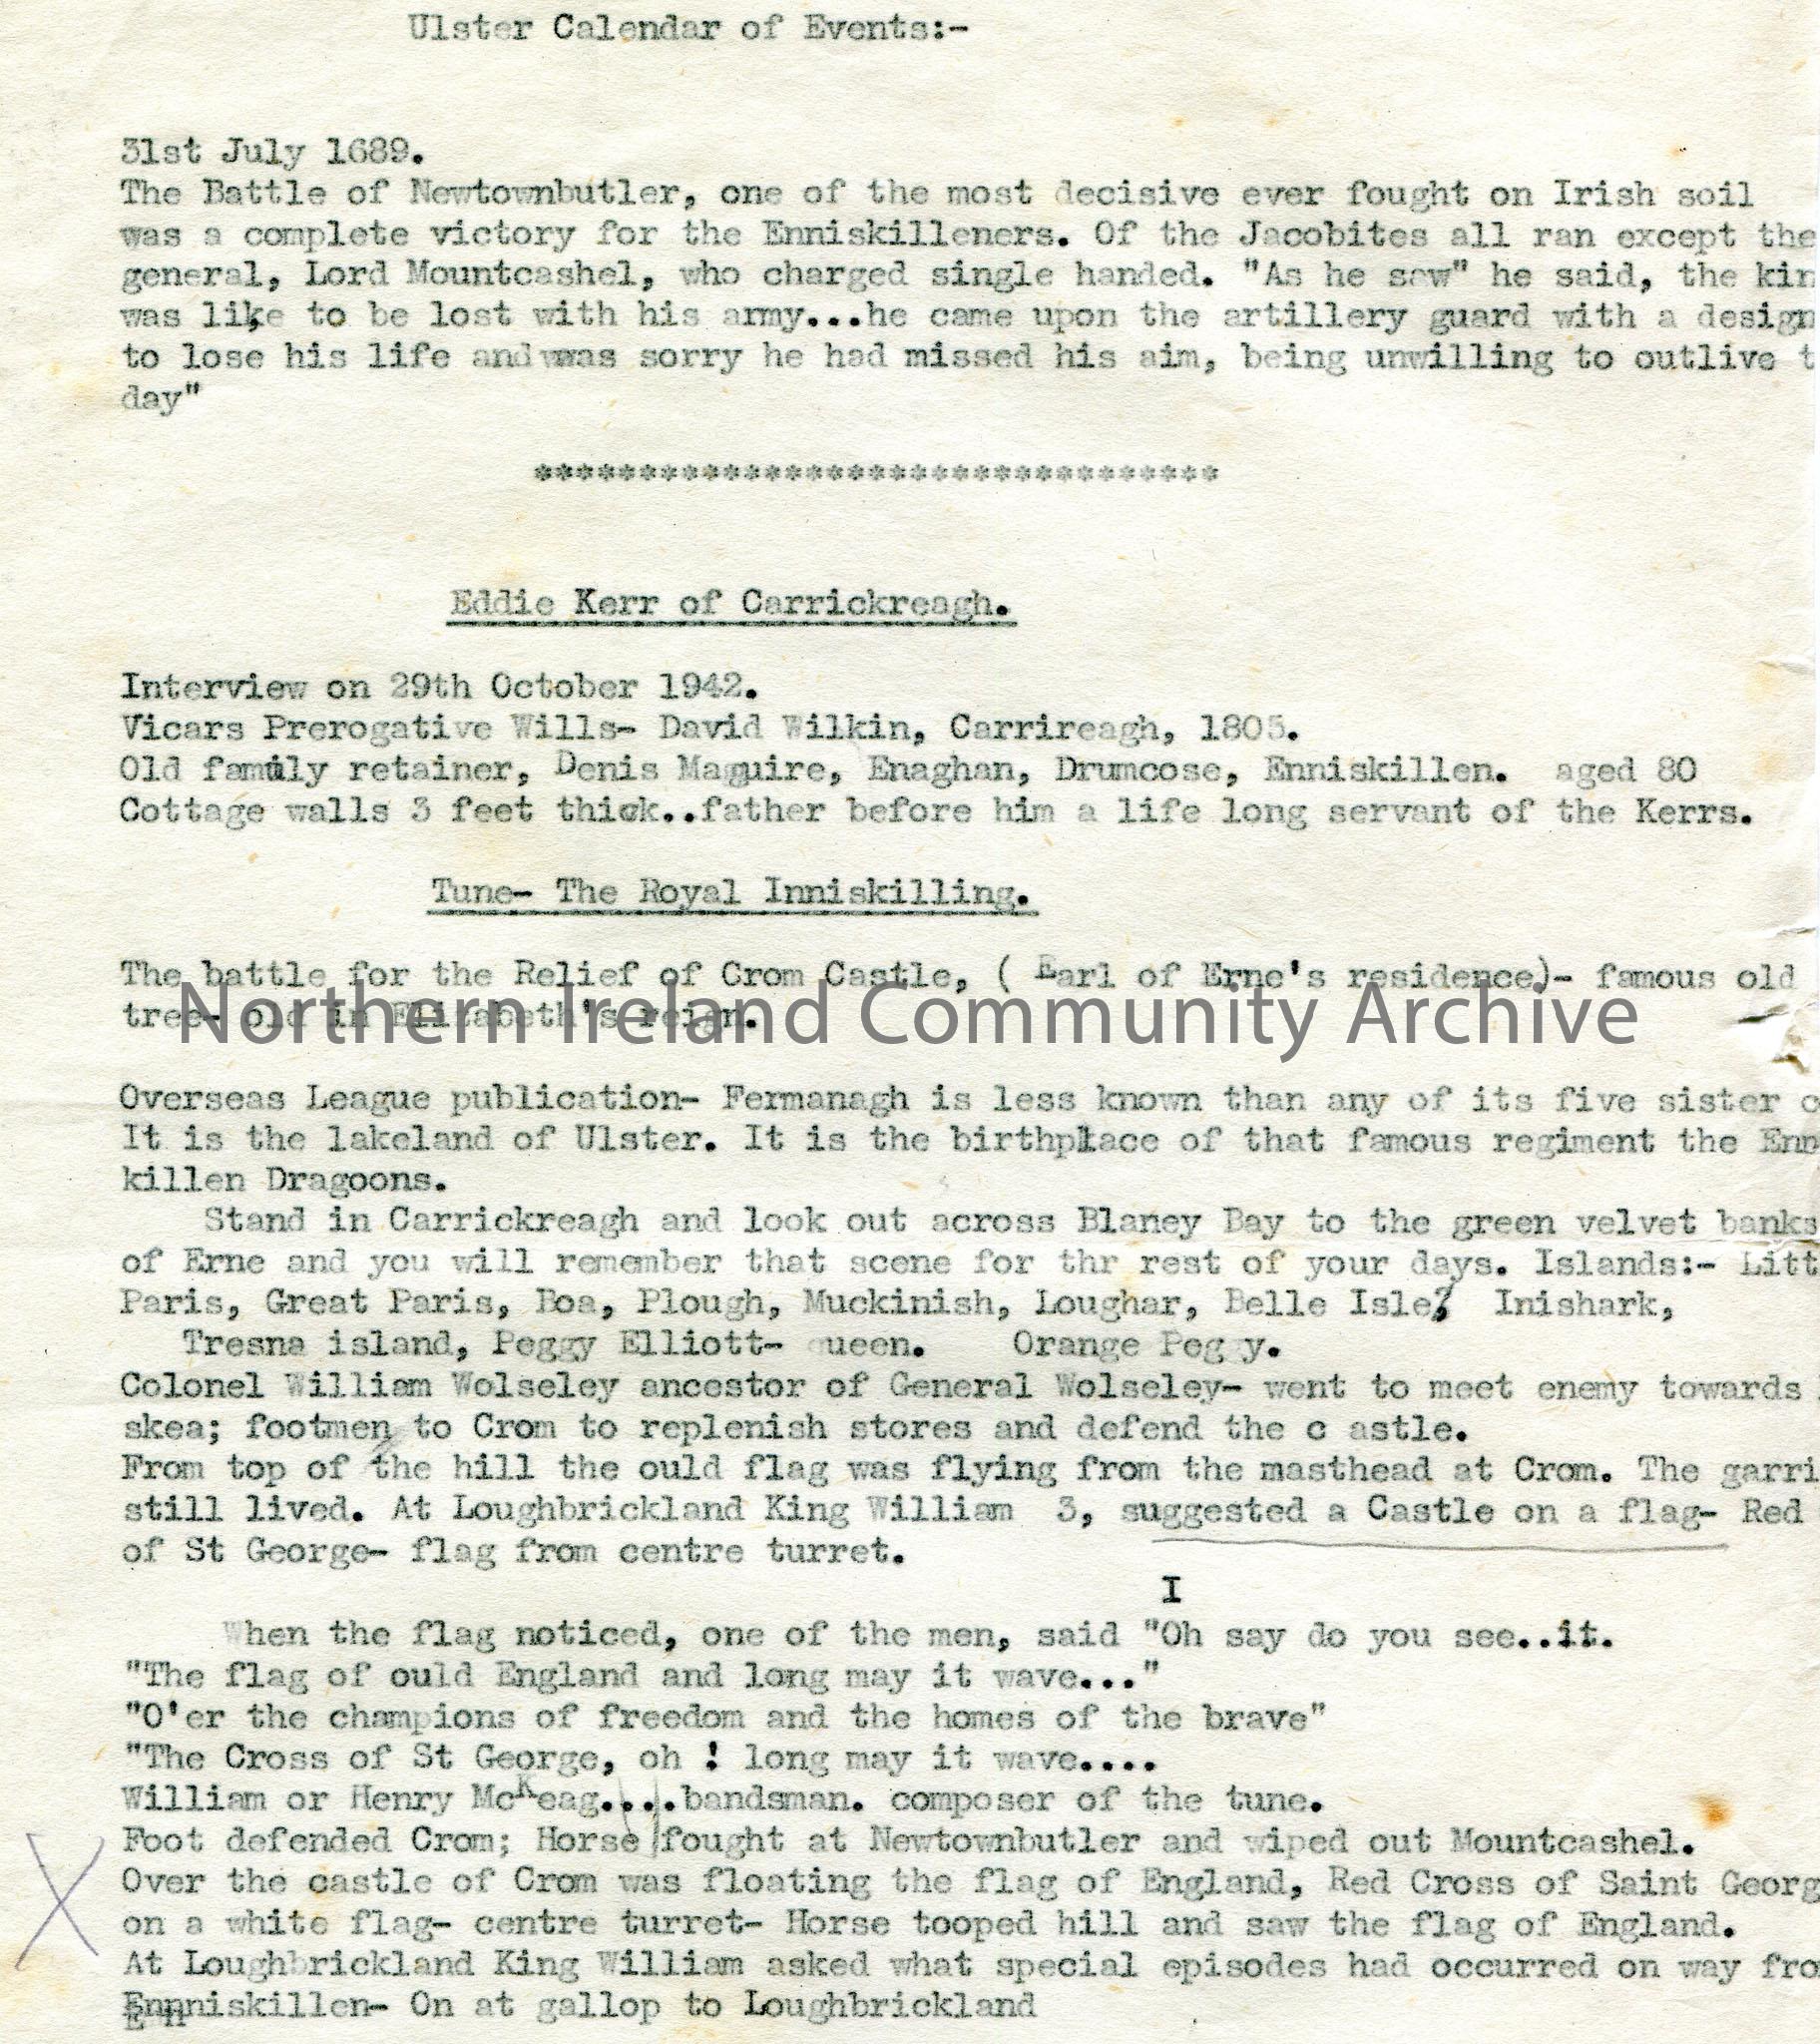 Ulster Calendar of Events:-
31st July 1689.
The Battle of Newtownbutler, one of the most decisive ever fought on Irish soil
was a complete victory for the Enniskilleners. Of the Jacobites all ran except the
general, Lord Mountcashel, who charged single handed. "As he saw" he said, the kin
was like to be lost with his army...he came upon the artillery guard with a design
to lose his life and was sorry he had missed his aim, being unwilling to outlive t
day"
*********************************
Eddie Kerr of Carrickreagh.
Interview on 29th October 1942.
Vicars Prerogative Wills- David Wilkin, Carrireagh, 1805.
Old family retainer, Denis Maguire, Enaghan, Drumcose, Enniskillen. aged 80
Cottage walls 3 feet thick..father before him a life long servant of the Kerrs.
Tune- The Royal Inniskilling.
The battle for the Relief of Crom Castle, ( Earl of Erne's residence)- famous old
tree- old in Elizabeth's reign.
Northern Ireland Community Archive
Overseas League publication- Fermanagh is less known than any of its five sister c
It is the lakeland of Ulster. It is the birthplace of that famous regiment the Enn
killen Dragoons.
Stand in Carrickreagh and look out across Blaney Bay to the green velvet banks
of Erne and you will remember that scene for thr rest of your days. Islands:- Litt
Paris, Great Paris, Boa, Plough, Muckinish, Loughar, Belle Isle, Inishark,
Tresna island, Peggy Elliott- queen. Orange Peg y.
Colonel William Wolseley ancestor of General Wolseley- went to meet enemy towards
skea; footmen to Crom to replenish stores and defend the c astle.
From top of the hill the ould flag was flying from the masthead at Crom. The garri
still lived. At Loughbrickland King William 3, suggested a Castle on a flag- Red
of St George- flag from centre turret.
I
When the flag noticed, one of the men, said "Oh say do you see..it.
"The flag of ould England and long may it wave..."
"O'er the champions of freedom and the homes of the brave"
"The Cross of St George, oh ! long may it wave....
William or Henry McKeag....bandsman. composer of the tune.
Foot defended Crom; Horse fought at Newtownbutler and wiped out Mountcashel.
X Over the castle of Crom was floating the flag of England, Red Cross of Saint Georg
on a white flag- centre turret- Horse tooped hill and saw the flag of England.
At Loughbrickland King William asked what special episodes had occurred on way fro
Ennniskillen- On at gallop to Loughbrickland